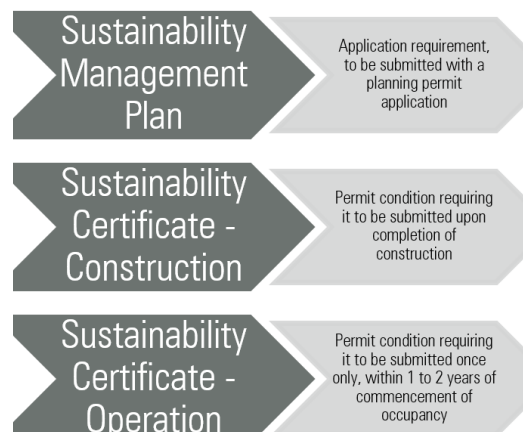 Sustainability
Management
Plan
Application requirement,
to be submitted with a
planning permit
application
Sustainability
Certificate -
Construction
Permit condition requiring
it to be submitted upon
completion of
construction
Sustainability
Certificate -
Operation
Permit condition requiring
it to be submitted once
only, within 1 to 2 years of
commencement of
occupancy